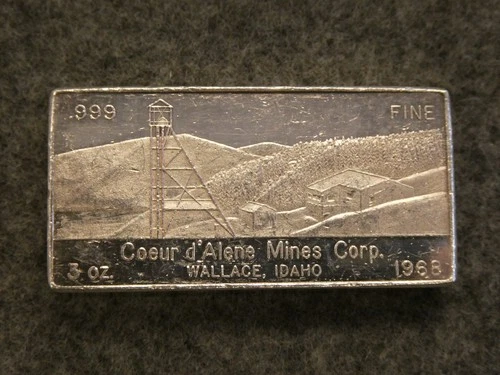 .999 FINE
Coeur d'Alene Mines Corp.
3 oz. WALLACE, IDAHO 1968